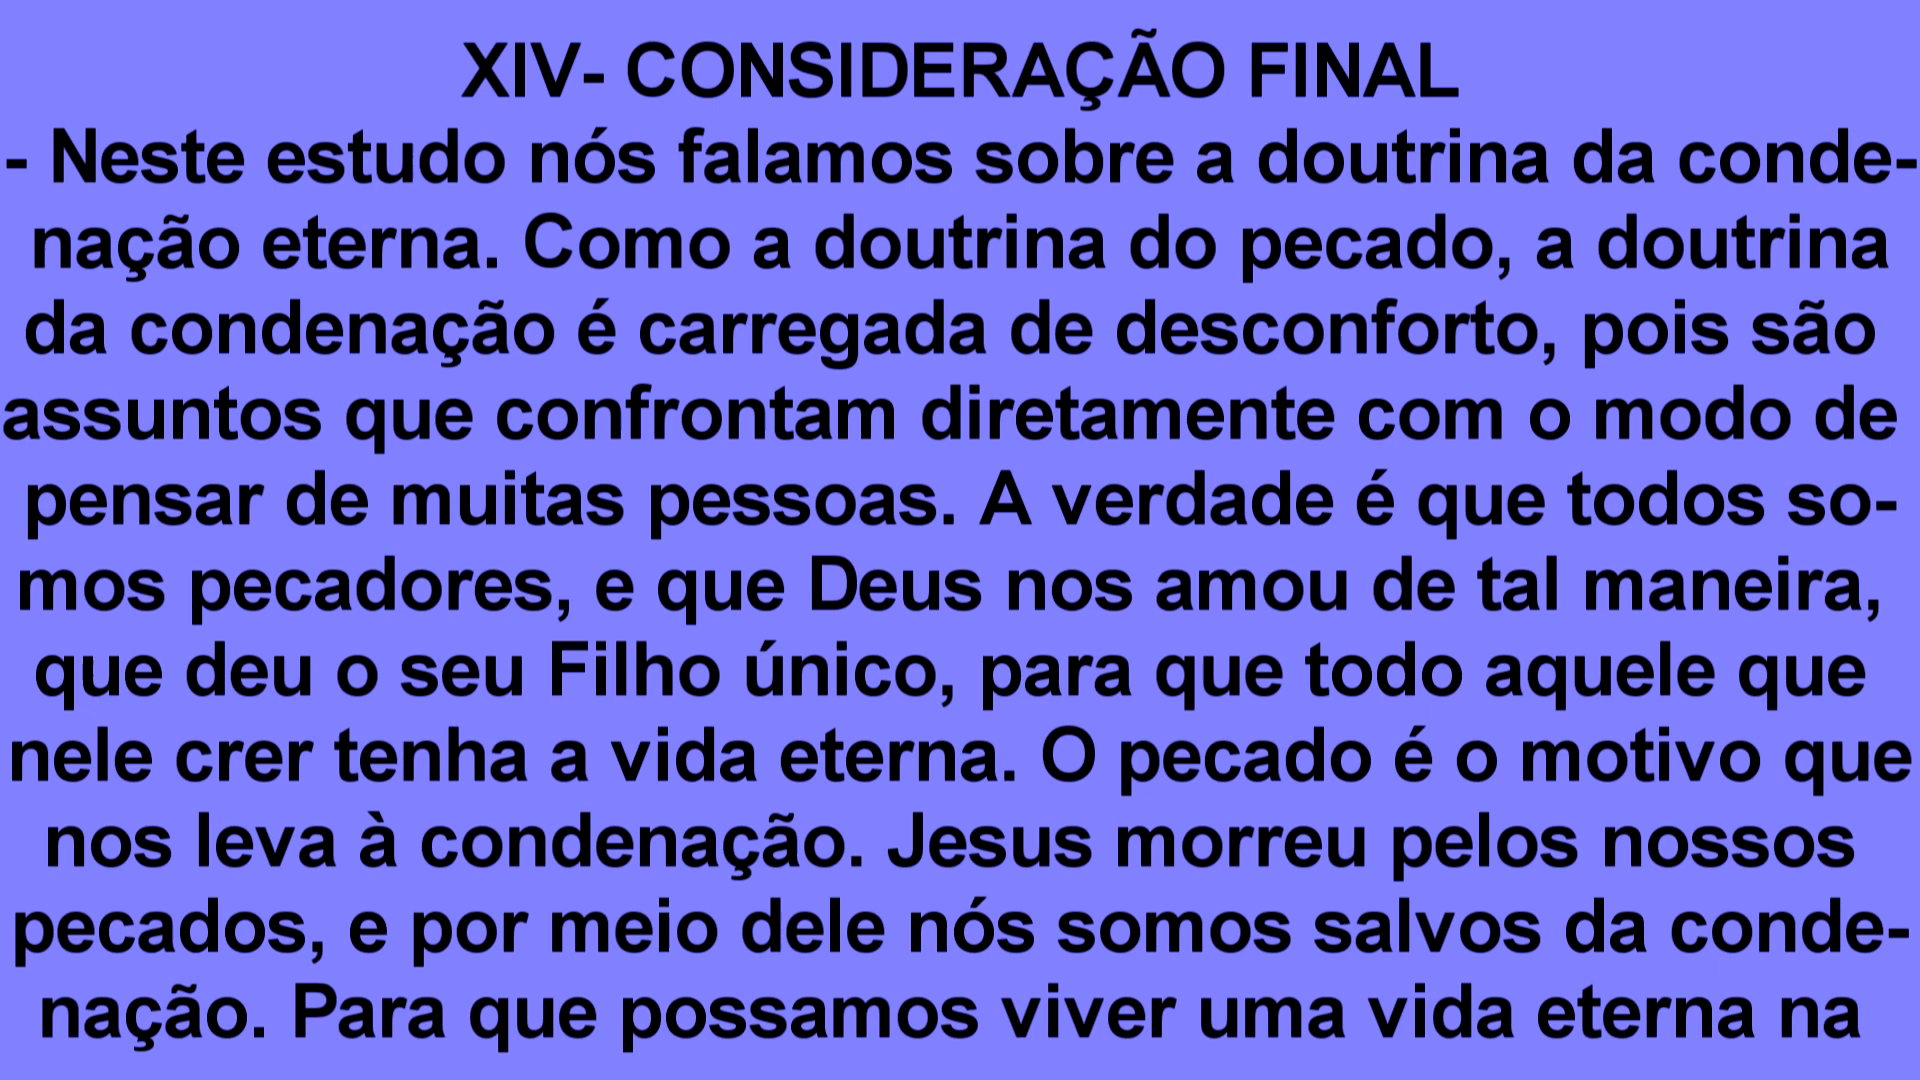 XIV- CONSIDERAÇÃO FINAL
- Neste estudo nós falamos sobre a doutrina da conde-
nação eterna. Como a doutrina do pecado, a doutrina
da condenação é carregada de desconforto, pois são
assuntos que confrontam diretamente com o modo de
pensar de muitas pessoas. A verdade é que todos so-
mos pecadores, e que Deus nos amou de tal maneira,
que deu o seu Filho único, para que todo aquele que
nele crer tenha a vida eterna. O pecado é o motivo que
nos leva à condenação. Jesus morreu pelos nossos
pecados, e por meio dele nós somos salvos da conde-
nação. Para que possamos viver uma vida eterna na